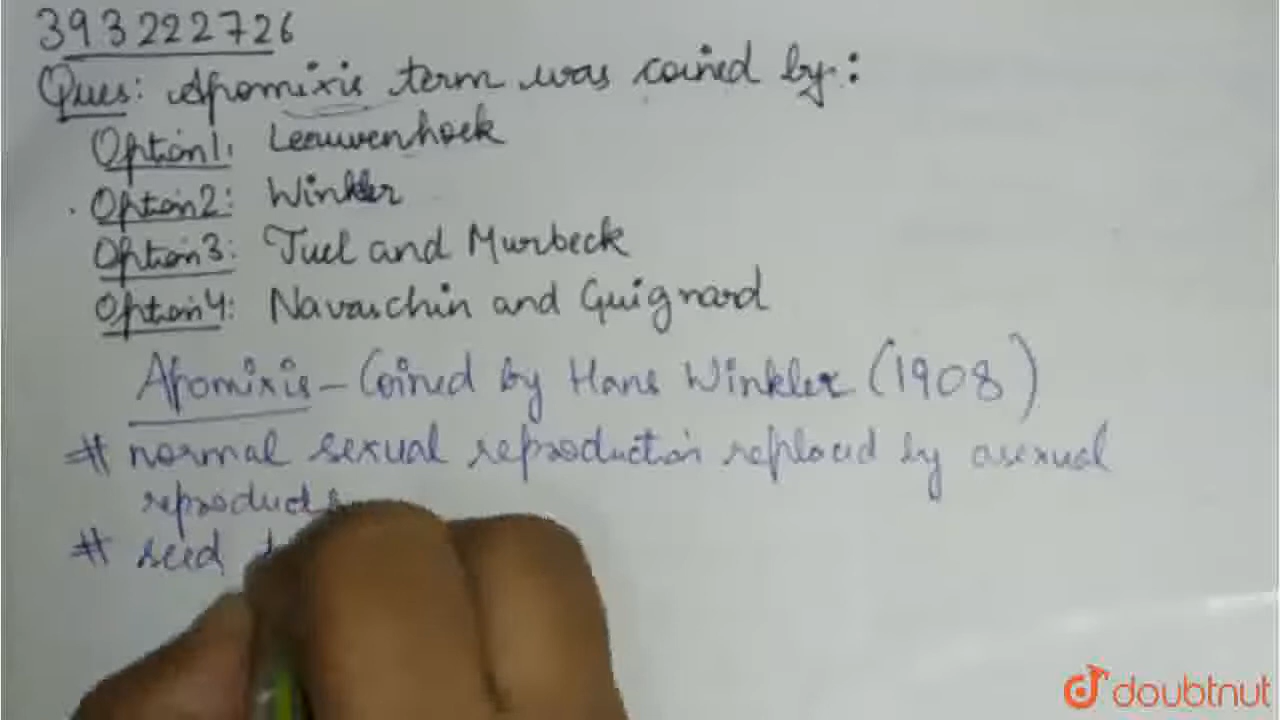 393222726
Ques: Apomixis term was coined by:
Option1: Leeuwenhoek
Option2: Winkler
Option3: Juel and Murbeck
Option4: Navaschin and Guignard
Apomixis - Coined by Hans Winkler (1908)
# normal sexual reproduction replaced by asexual
# seed
doubtnut